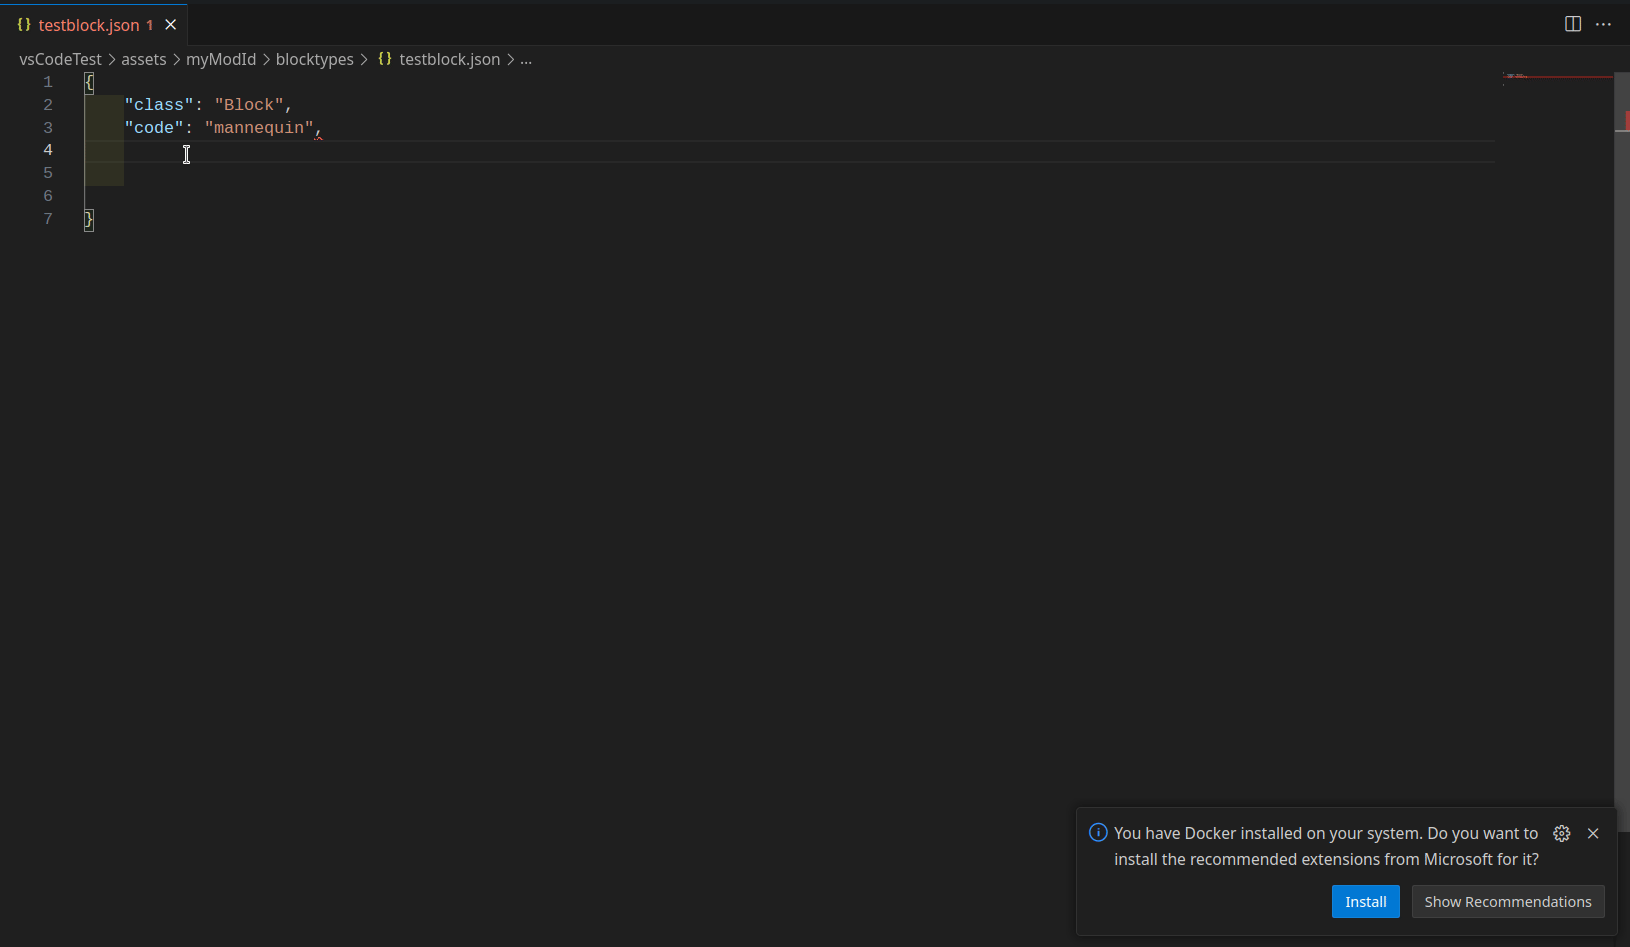 {} testblock.json 1
vsCodeTest > assets > myModId > blocktypes > {} testblock.json > ...
1 {
2 "class": "Block",
3 "code": "mannequin",
4
5
6
7 }
You have Docker installed on your system. Do you want to
install the recommended extensions from Microsoft for it?
Install Show Recommendations